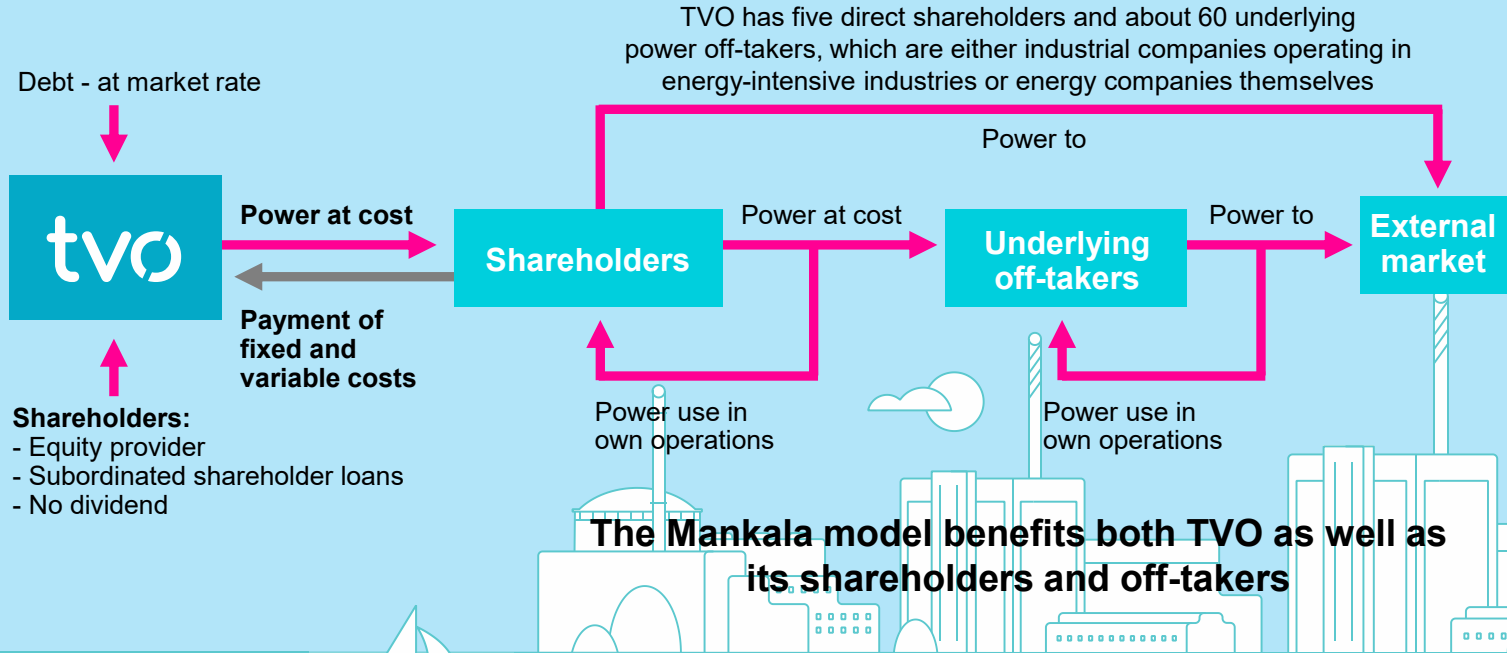 TVO has five direct shareholders and about 60 underlying
power off-takers, which are either industrial companies operating in
energy-intensive industries or energy companies themselves
Debt - at market rate
Power to
tvo
Power at cost
Shareholders
Power at cost
Underlying
off-takers
Power to
External
market
Payment of
fixed and
variable costs
Shareholders:
- Equity provider
- Subordinated shareholder loans
- No dividend
Power use in
own operations
Power use in
own operations
The Mankala model benefits both TVO as well as
its shareholders and off-takers